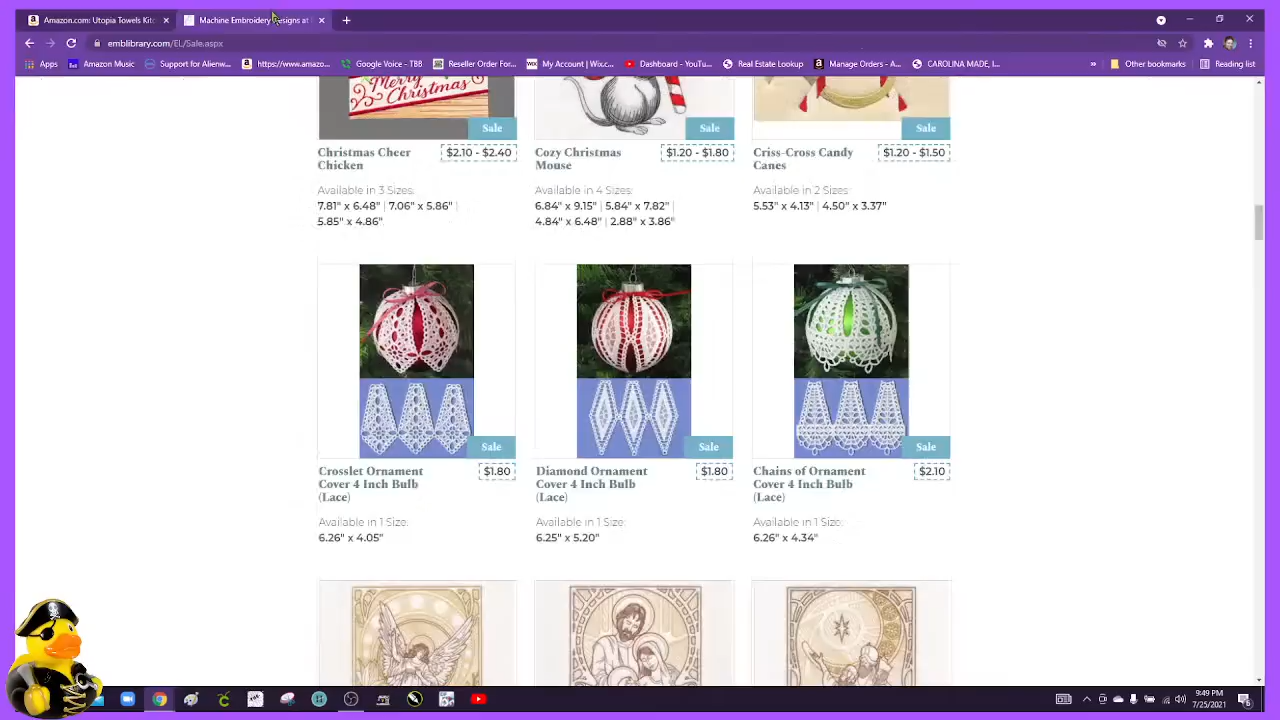 Amazon.com: Utopia Towels Kit
Machine Embroidery Designs at
emblibrary.com/EL/Sale.aspx
Apps
Amazon Music
Support for Alienw...
https://www.amazo...
Google Voice - TBB
Reseller Order For...
My Account | Wix.c...
Dashboard - YouTu...
Real Estate Lookup
Manage Orders - A...
CAROLINA MADE, I...
»
Other bookmarks
Reading list
Merry
Christmas
Sale
Sale
Sale
Christmas Cheer
Chicken
$2.10 - $2.40
Available in 3 Sizes:
7.81" x 6.48" | 7.06" x 5.86" |
5.85" x 4.86"
Cozy Christmas
Mouse
$1.20 - $1.80
Available in 4 Sizes:
6.84" x 9.15" | 5.84" x 7.82" |
4.84" x 6.48" | 2.88" x 3.86"
Criss-Cross Candy
Canes
$1.20 - $1.50
Available in 2 Sizes:
5.53" x 4.13" | 4.50" x 3.37"
Sale
Sale
Sale
Crosslet Ornament
Cover 4 Inch Bulb
(Lace)
$1.80
Available in 1 Size:
6.26" x 4.05"
Diamond Ornament
Cover 4 Inch Bulb
(Lace)
$1.80
Available in 1 Size:
6.25" x 5.20"
Chains of Ornament
Cover 4 Inch Bulb
(Lace)
$2.10
Available in 1 Size:
6.26" x 4.34"
9:49 PM
7/25/2021